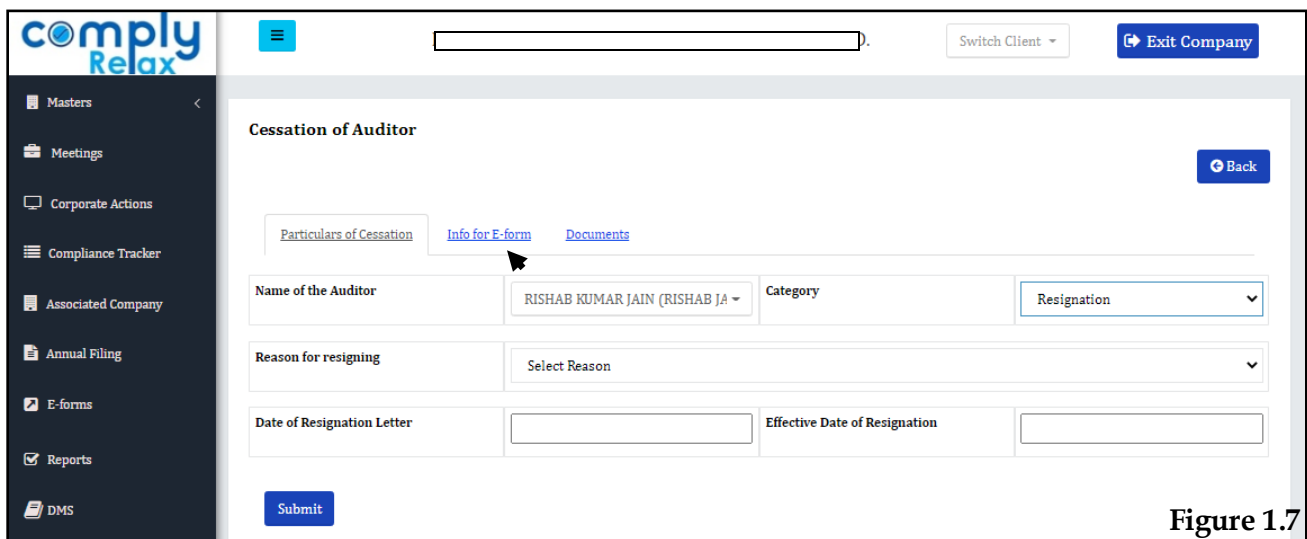 comply
Relax
Switch Client
Exit Company
Masters
Meetings
Corporate Actions
Compliance Tracker
Associated Company
Annual Filing
E-forms
Reports
DMS
Cessation of Auditor
Back
Particulars of Cessation Info for E-form Documents
Name of the Auditor RISHAB KUMAR JAIN (RISHAB JA Category Resignation
Reason for resigning Select Reason
Date of Resignation Letter Effective Date of Resignation
Submit
Figure 1.7